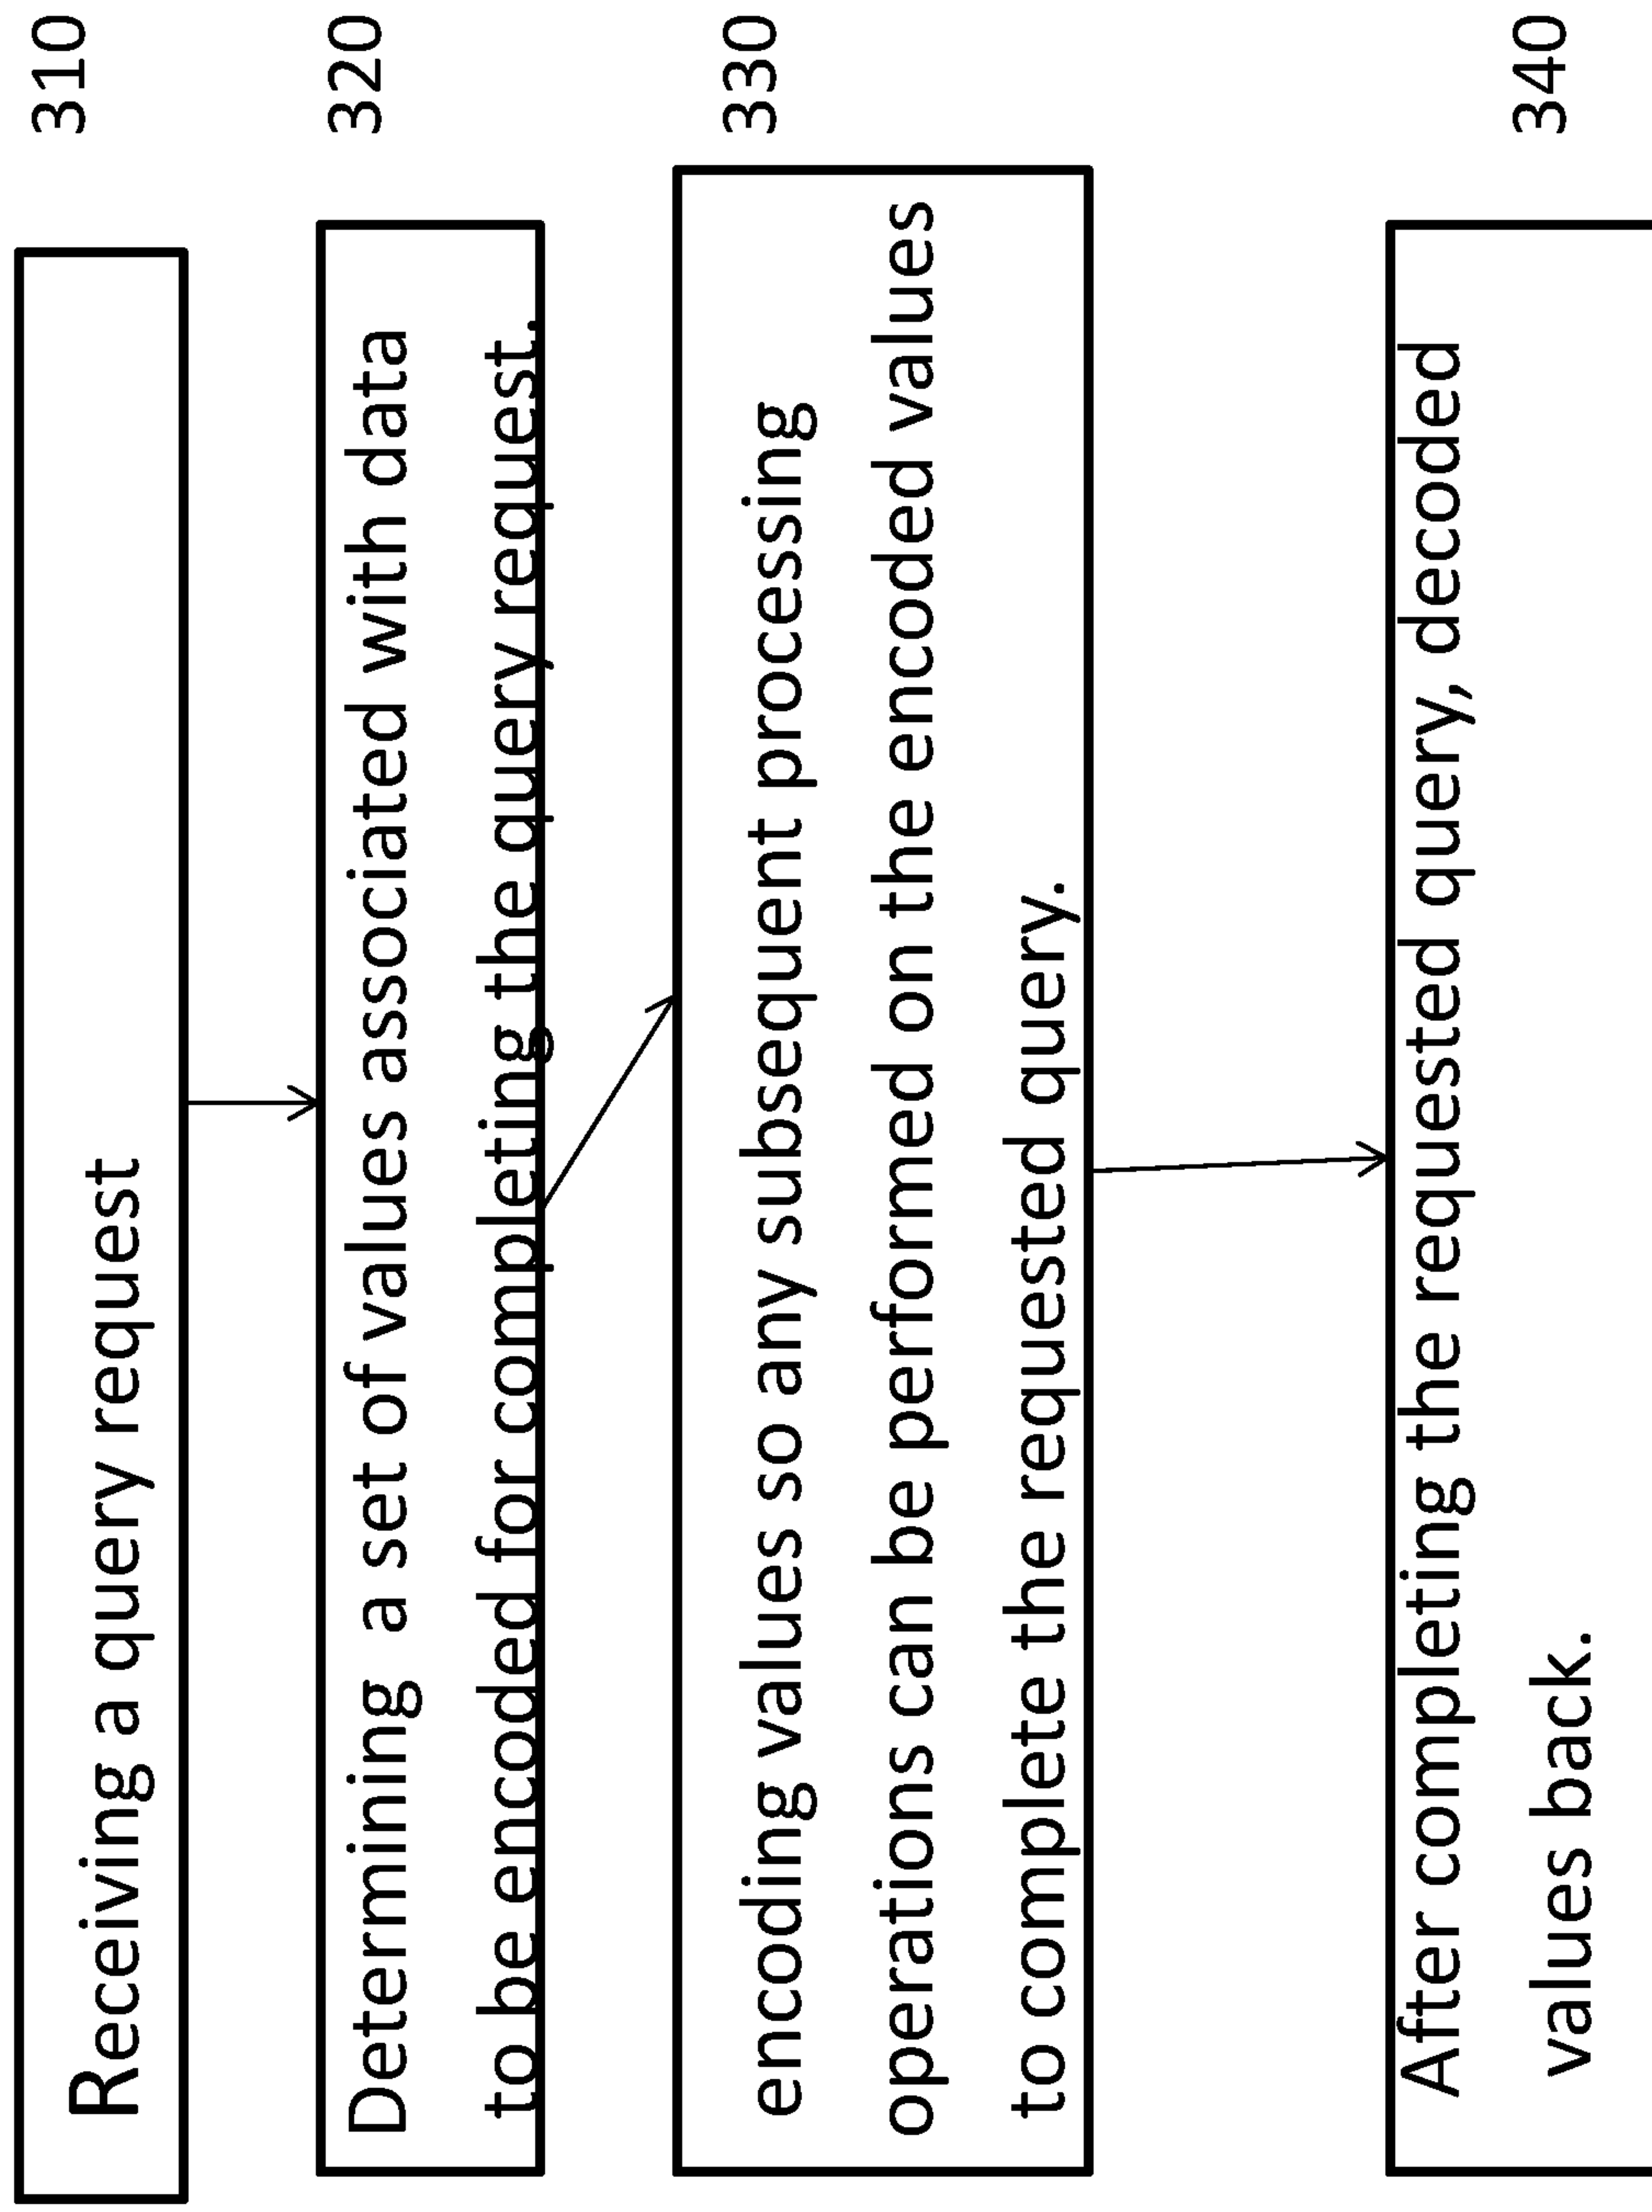 Receiving a query request
310
Determining a set of values associated with data
to be encoded for completing the query request.
320
encoding values so any subsequent processing
operations can be performed on the encoded values
to complete the requested query.
330
After completing the requested query, decoded
values back.
340